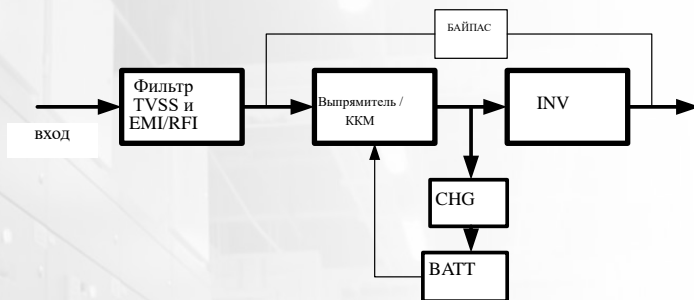 БАЙПАС
Фильтр
TVSS и
EMI/RFI
Выпрямитель /
ККМ
INV
вход
CHG
BATT